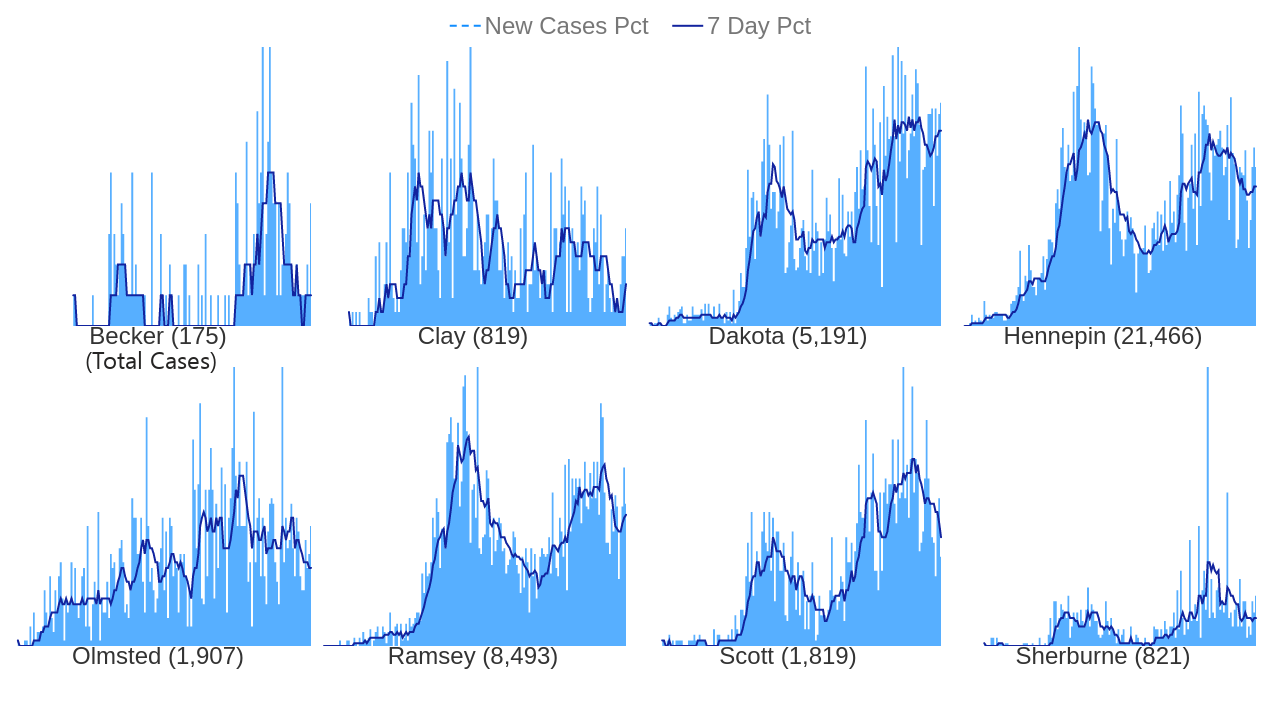 New Cases Pct 7 Day Pct
Becker (175) Clay (819) Dakota (5,191) Hennepin (21,466)
(Total Cases)
Olmsted (1,907) Ramsey (8,493) Scott (1,819) Sherburne (821)